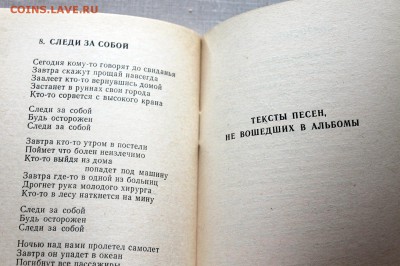 COINS.LAVE.RU
8. СЛЕДИ ЗА СОБОЙ
Сегодня кому-то говорят до свиданья
Завтра скажут прощай навсегда
Заалеет кто-то вернувшись домой
Застанет в руинах свои города
Кто-то сорвется с высокого крана
Следи за собой
Будь осторожен
Следи за собой
Завтра кто-то утром в постели
Поймет что болен неизлечимо
Кто-то выйдя из дома
попадет под машину
Завтра где-то в одной из больниц
Дрогнет рука молодого хирурга
Кто-то в лесу наткнется на мину
Следи за собой
Будь осторожен
Следи за собой
Ночью над нами пролетел самолет
Завтра он упадет в океан
Погибнут все пассажиры
ТЕКСТЫ ПЕСЕН,
НЕ ВОШЕДШИХ В АЛЬБОМЫ